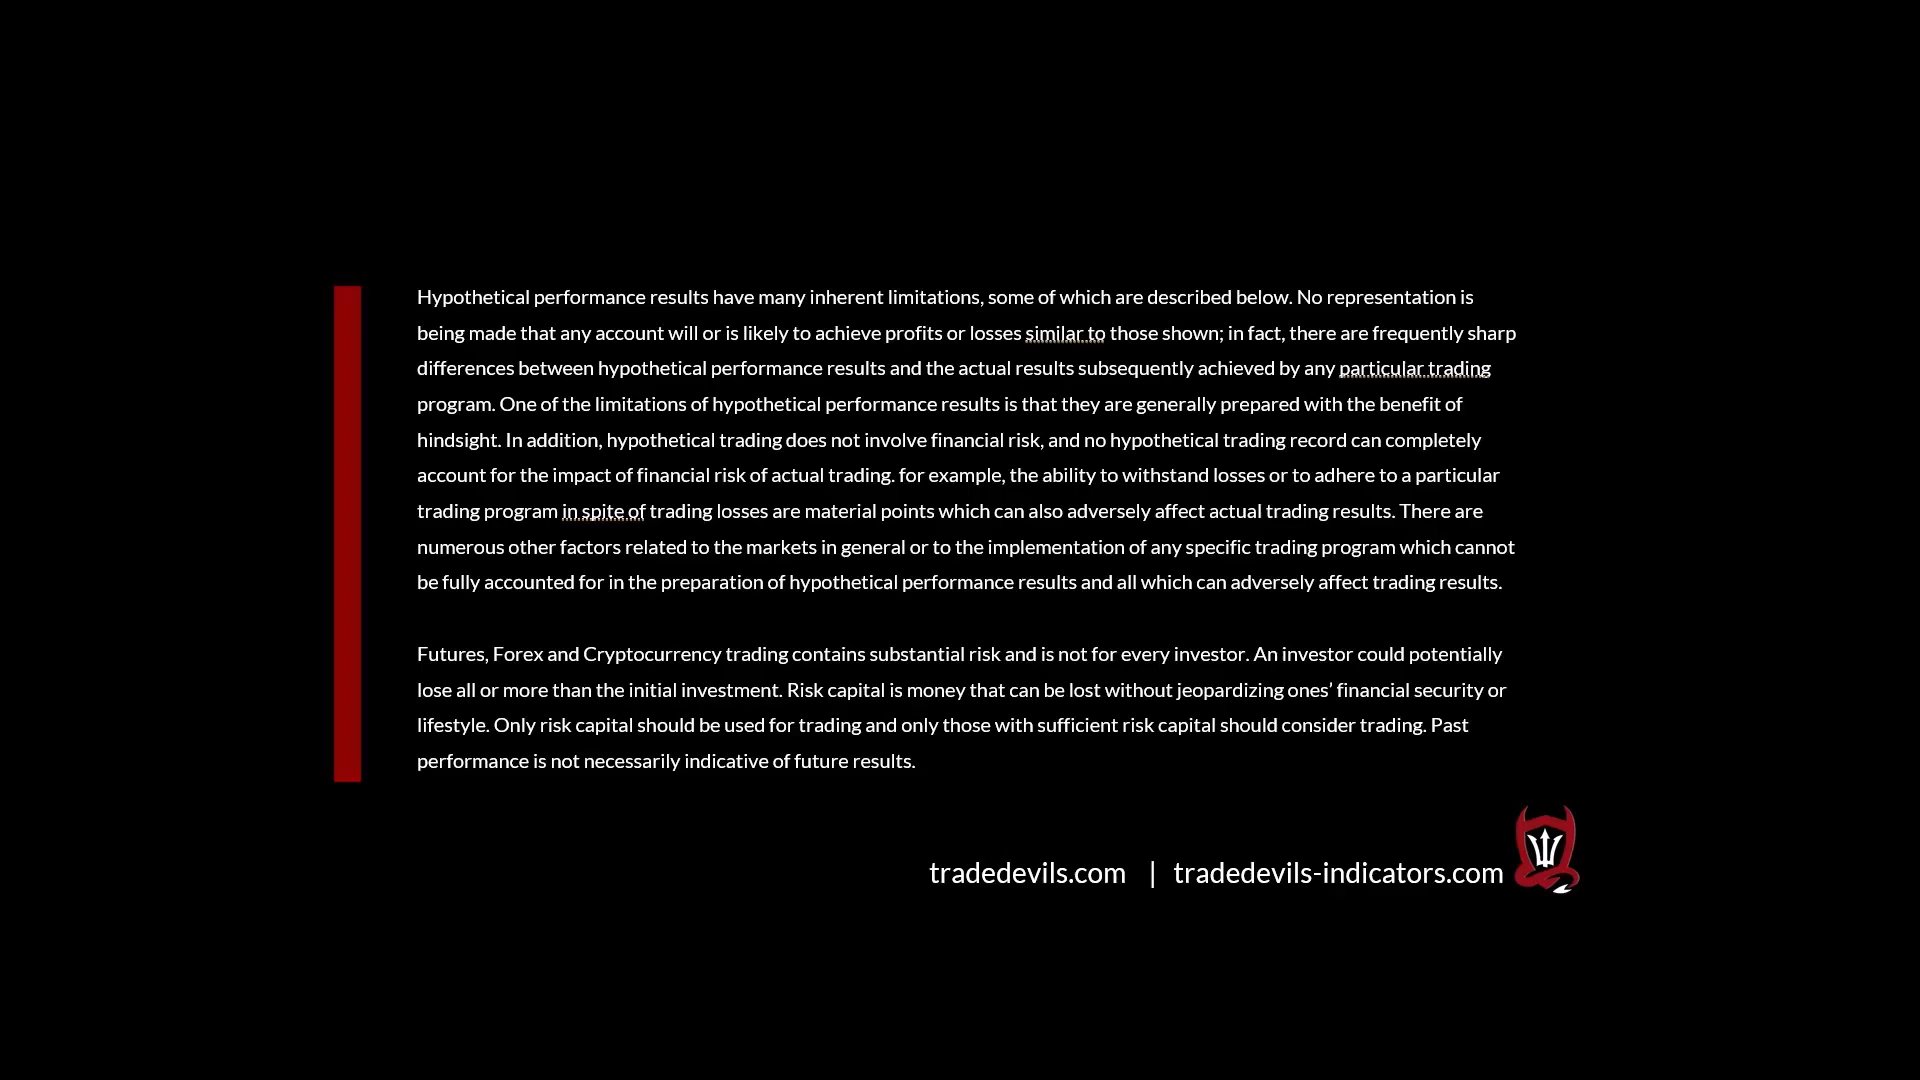 Hypothetical performance results have many inherent limitations, some of which are described below. No representation is
being made that any account will or is likely to achieve profits or losses similar to those shown; in fact, there are frequently sharp
differences between hypothetical performance results and the actual results subsequently achieved by any particular trading
program. One of the limitations of hypothetical performance results is that they are generally prepared with the benefit of
hindsight. In addition, hypothetical trading does not involve financial risk, and no hypothetical trading record can completely
account for the impact of financial risk of actual trading. for example, the ability to withstand losses or to adhere to a particular
trading program in spite of trading losses are material points which can also adversely affect actual trading results. There are
numerous other factors related to the markets in general or to the implementation of any specific trading program which cannot
be fully accounted for in the preparation of hypothetical performance results and all which can adversely affect trading results.
Futures, Forex and Cryptocurrency trading contains substantial risk and is not for every investor. An investor could potentially
lose all or more than the initial investment. Risk capital is money that can be lost without jeopardizing ones’ financial security or
lifestyle. Only risk capital should be used for trading and only those with sufficient risk capital should consider trading. Past
performance is not necessarily indicative of future results.
tradedevils.com | tradedevils-indicators.com